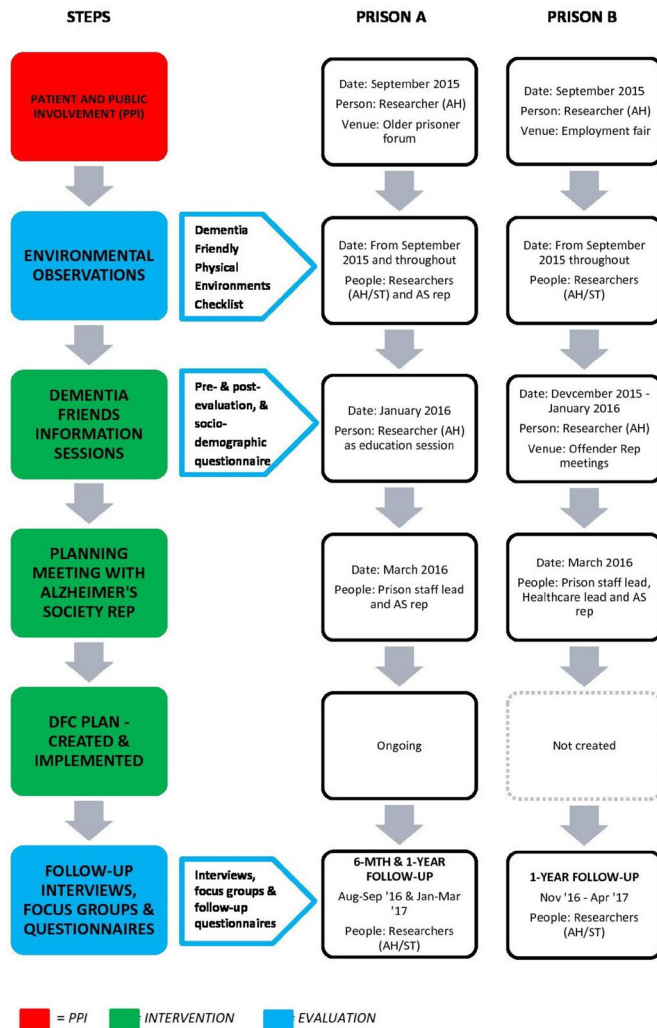 STEPS
PRISON A
PRISON B
PATIENT AND PUBLIC
INVOLVEMENT (PPI)
Date: September 2015
Person: Researcher (AH)
Venue: Older prisoner
forum
Date: September 2015
Person: Researcher (AH)
Venue: Employment fair
ENVIRONMENTAL
OBSERVATIONS
Dementia
Friendly
Physical
Environments
Checklist
Date: From September
2015 and throughout
People: Researchers
(AH/ST) and AS rep
Date: From September
2015 throughout
People: Researchers
(AH/ST)
DEMENTIA
FRIENDS
INFORMATION
SESSIONS
Pre- & post-
evaluation, &
socio-
demographic
questionnaire
Date: January 2016
Person: Researcher (AH)
as education session
Date: Devcember 2015 -
January 2016
Person: Researcher (AH)
Venue: Offender Rep
meetings
PLANNING
MEETING WITH
ALZHEIMER'S
SOCIETY REP
Date: March 2016
People: Prison staff lead
and AS rep
Date: March 2016
People: Prison staff lead,
Healthcare lead and AS
rep
DFC PLAN -
CREATED &
IMPLEMENTED
Ongoing
Not created
FOLLOW-UP
INTERVIEWS,
FOCUS GROUPS &
QUESTIONNAIRES
Interviews,
focus groups &
follow-up
questionnaires
6-MTH & 1-YEAR
FOLLOW-UP
Aug-Sep '16 & Jan-Mar
'17
People: Researchers
(AH/ST)
1-YEAR FOLLOW-UP
Nov '16 - Apr '17
People: Researchers
(AH/ST)
= PPI
= INTERVENTION
= EVALUATION